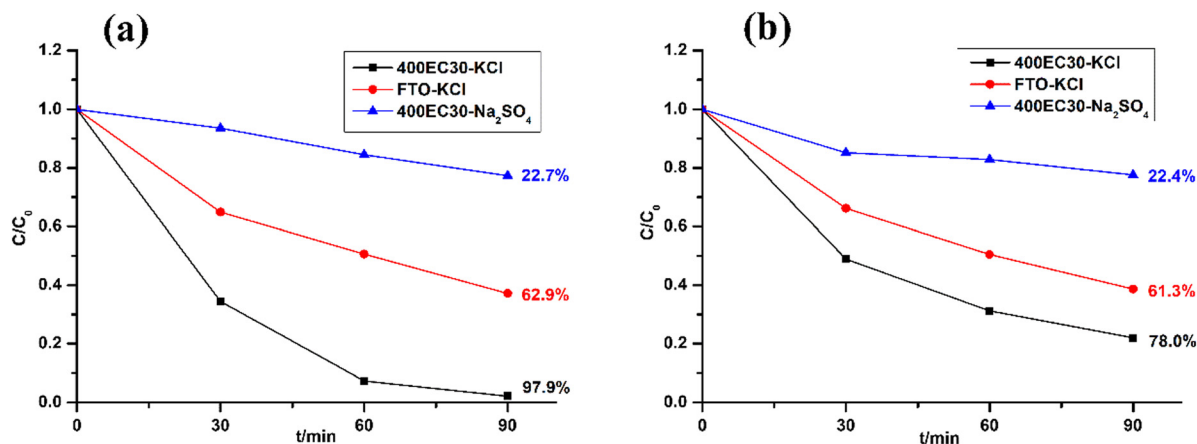 (a)
1.2
1.0
0.8
0.6
0.4
0.2
0.0
C/C₀
0
30
60
90
t/min
400EC30-KCl
FTO-KCl
400EC30-Na₂SO₄
22.7%
62.9%
97.9%
(b)
1.2
1.0
0.8
0.6
0.4
0.2
0.0
C/C₀
0
30
60
90
t/min
400EC30-KCl
FTO-KCl
400EC30-Na₂SO₄
22.4%
61.3%
78.0%